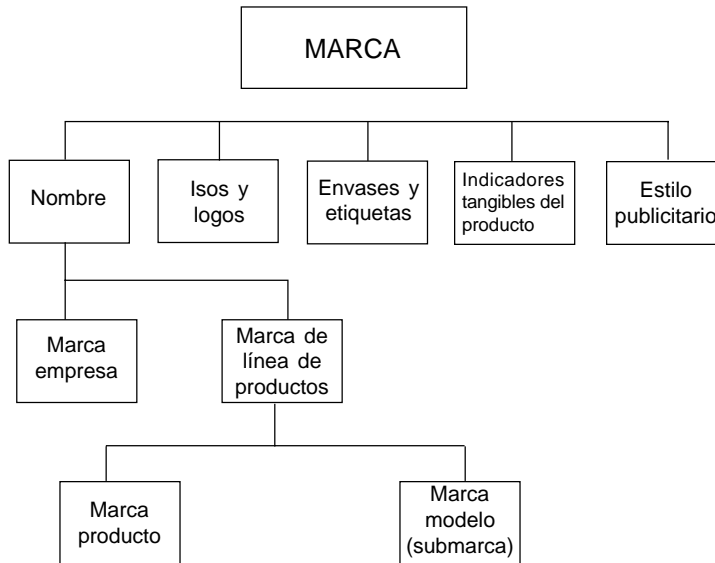 MARCA
Nombre
Isos y
logos
Envases y
etiquetas
Indicadores
tangibles del
producto
Estilo
publicitario
Marca
empresa
Marca de
línea de
productos
Marca
producto
Marca
modelo
(submarca)